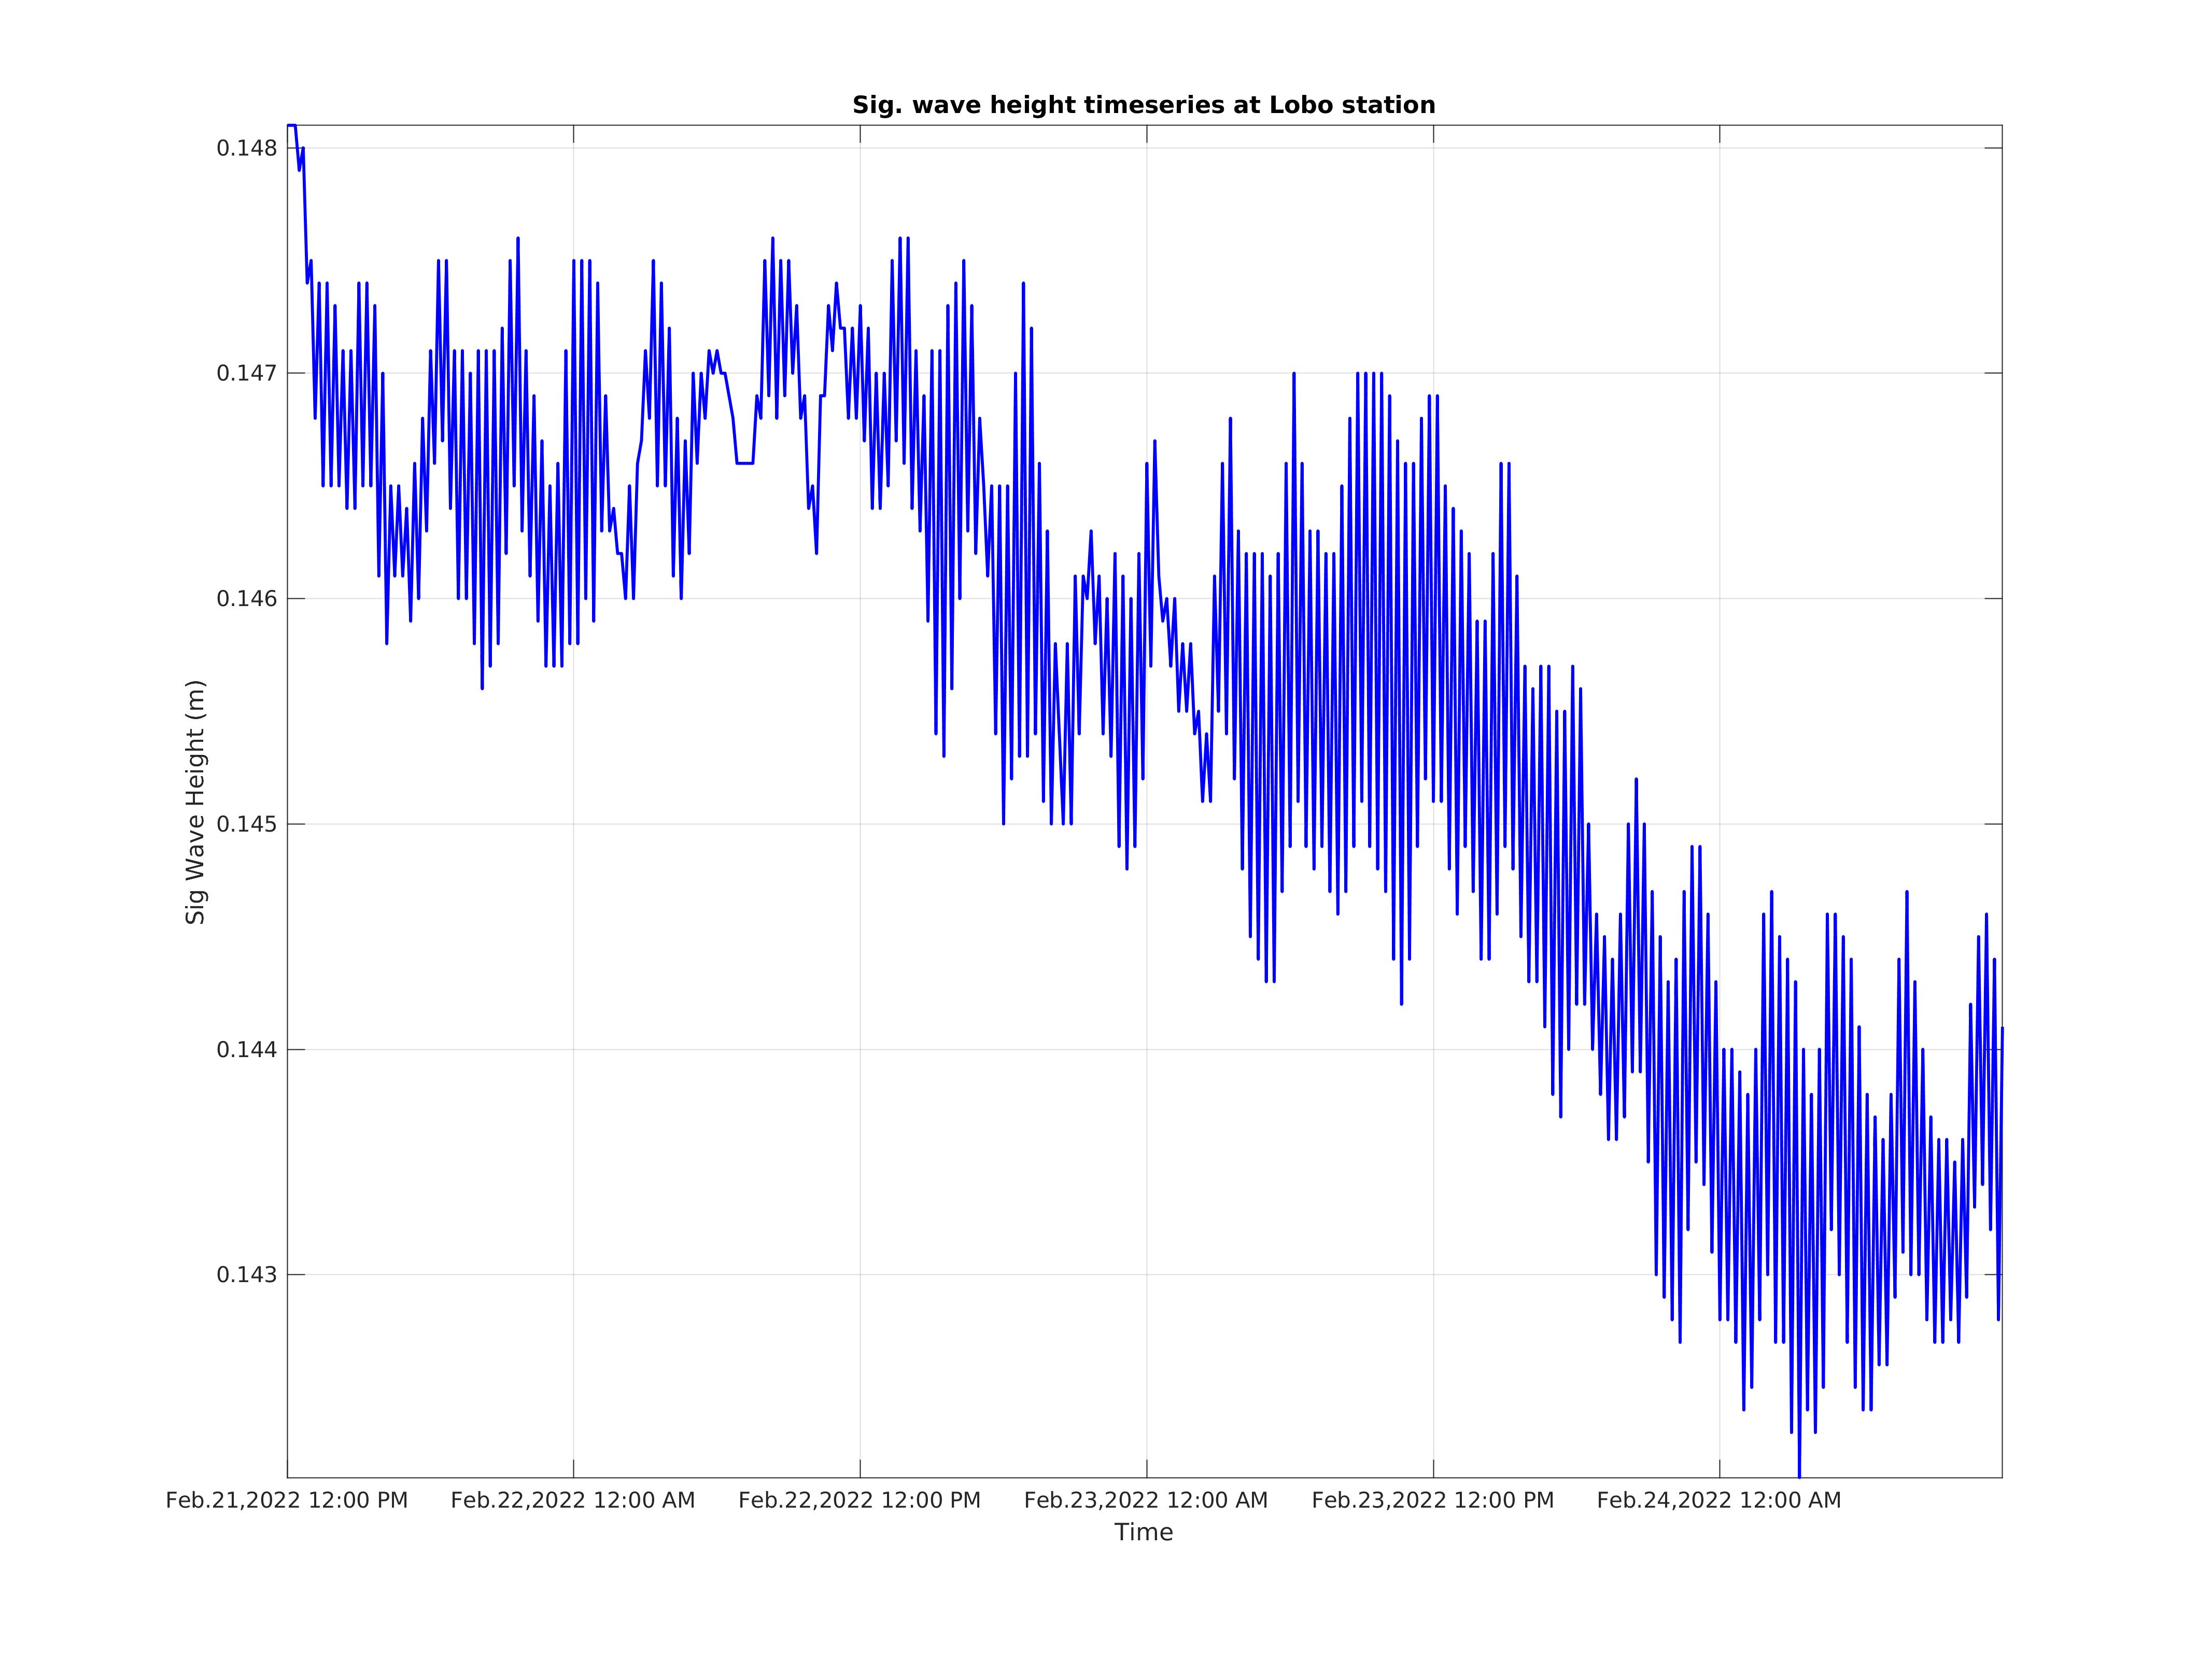 Sig. wave height timeseries at Lobo station
0.148
0.147
0.146
0.145
0.144
0.143
Sig Wave Height (m)
Feb.21,2022 12:00 PM
Feb.22,2022 12:00 AM
Feb.22,2022 12:00 PM
Feb.23,2022 12:00 AM
Feb.23,2022 12:00 PM
Feb.24,2022 12:00 AM
Time